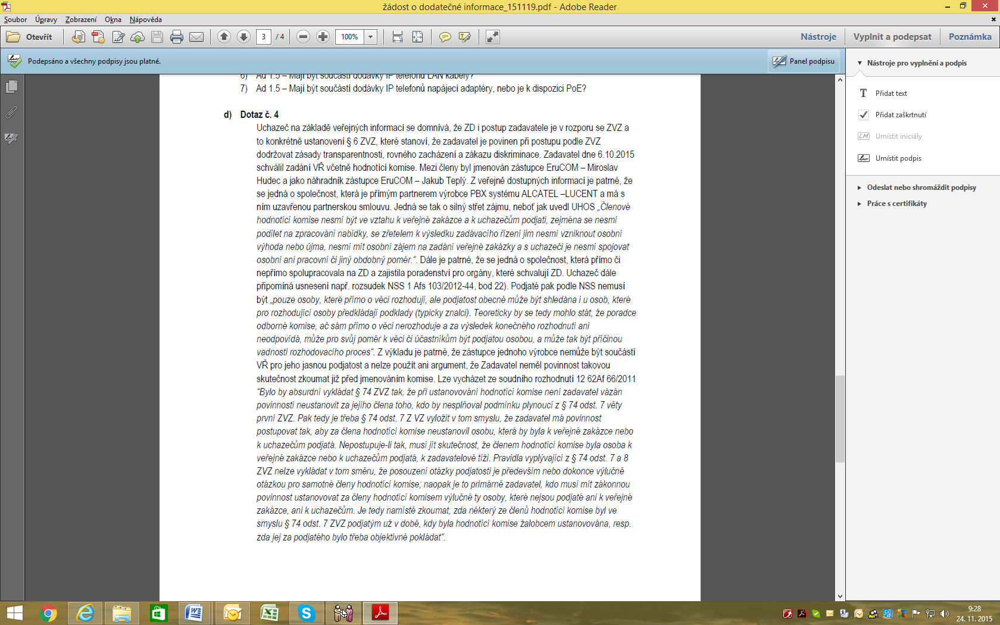 žádost o dodatečné informace_151119.pdf - Adobe Reader
Soubor Úpravy Zobrazení Okna Nápověda
Otevřít 3 / 4 100% Nástroje Vyplnit a podepsat Poznámka
Podepsáno a všechny podpisy jsou platné. Panel podpisu
6) Ad 1.5 – Mají být součástí dodávky IP telefonů LAN kabely?
7) Ad 1.5 – Mají být součástí dodávky IP telefonů napájecí adaptéry, nebo je k dispozici PoE?
d) Dotaz č. 4
Uchazeč na základě veřejných informací se domnívá, že ZD i postup zadavatele je v rozporu se ZVZ a
to konkrétně ustanovení § 6 ZVZ, které stanoví, že zadavatel je povinen při postupu podle ZVZ
dodržovat zásady transparentnosti, rovného zacházení a zákazu diskriminace. Zadavatel dne 6.10.2015
schválil zadání VŘ včetně hodnotící komise. Mezi členy byl jmenován zástupce EruCOM – Miroslav
Hudec a jako náhradník zástupce EruCOM – Jakub Teplý. Z veřejně dostupných informací je patrné, že
se jedná o společnost, která je přímým partnerem výrobce PBX systému ALCATEL –LUCENT a má s
ním uzavřenou partnerskou smlouvu. Jedná se tak o silný střet zájmu, neboť jak uvedl UHOS „Členové
hodnotící komise nesmí být ve vztahu k veřejné zakázce a k uchazečům podjati, zejména se nesmí
podílet na zpracování nabídky, se zřetelem k výsledku zadávacího řízení jim nesmí vzniknout osobní
výhoda nebo újma, nesmí mít osobní zájem na zadání veřejné zakázky a s uchazeči je nesmí spojovat
osobní ani pracovní či jiný obdobný poměr.“. Dále je patrné, že se jedná o společnost, která přímo či
nepřímo spolupracovala na ZD a zajistila poradenství pro orgány, které schvalují ZD. Uchazeč dále
připomíná usnesení např. rozsudek NSS 1 Afs 103/2012-44, bod 22). Podjaté pak podle NSS nemusí
být „pouze osoby, které přímo o věci rozhodují, ale podjatost obecně může být shledána i u osob, které
pro rozhodující osoby předkládají podklady (typicky znalci). Teoreticky by se tedy mohlo stát, že poradce
odborné komise, ač sám přímo o věci nerozhoduje a za výsledek konečného rozhodnutí ani
neodpovídá, může pro svůj poměr k věci či účastníkům být podjatou osobou, a může tak být příčinou
vadnosti rozhodovacího proces“. Z výkladu je patrné, že zástupce jednoho výrobce nemůže být součástí
VŘ pro jeho jasnou podjatost a nelze použít ani argument, že Zadavatel neměl povinnost takovou
skutečnost zkoumat již před jmenováním komise. Lze vycházet ze soudního rozhodnutí 12 62Af 66/2011
“Bylo by absurdní vykládat § 74 ZVZ tak, že při ustanovování hodnotící komise není zadavatel vázán
povinností neustanovit za jejího člena toho, kdo by nesplňoval podmínku plynoucí z § 74 odst. 7 věty
první ZVZ. Pak tedy je třeba § 74 odst. 7 Z VZ vyložit v tom smyslu, že zadavatel má povinnost
postupovat tak, aby za člena hodnotící komise neustanovil osobu, která by byla k veřejné zakázce nebo
k uchazečům podjatá. Nepostupuje-li tak, musí jít skutečnost, že členem hodnotící komise byla osoba k
veřejné zakázce nebo k uchazečům podjatá, k zadavatelově tíži. Pravidla vyplývající z § 74 odst. 7 a 8
ZVZ nelze vykládat v tom směru, že posouzení otázky podjatosti je především nebo dokonce výlučně
otázkou pro samotné členy hodnotící komise; naopak je to primárně zadavatel, kdo musí mít zákonnou
povinnost ustanovovat za členy hodnotící komisem výlučně ty osoby, které nejsou podjaté ani k veřejné
zakázce, ani k uchazečům. Je tedy namístě zkoumat, zda některý ze členů hodnotící komise byl ve
smyslu § 74 odst. 7 ZVZ podjatým už v době, kdy byla hodnotící komise žalobcem ustanovována, resp.
zda jej za podjatého bylo třeba objektivně pokládat“.
Nástroje pro vyplnění a podpis
Přidat text
Přidat zaškrtnutí
Umístit iniciály
Umístit podpis
Odeslat nebo shromáždit podpisy
Práce s certifikáty
9:28
24. 11. 2015